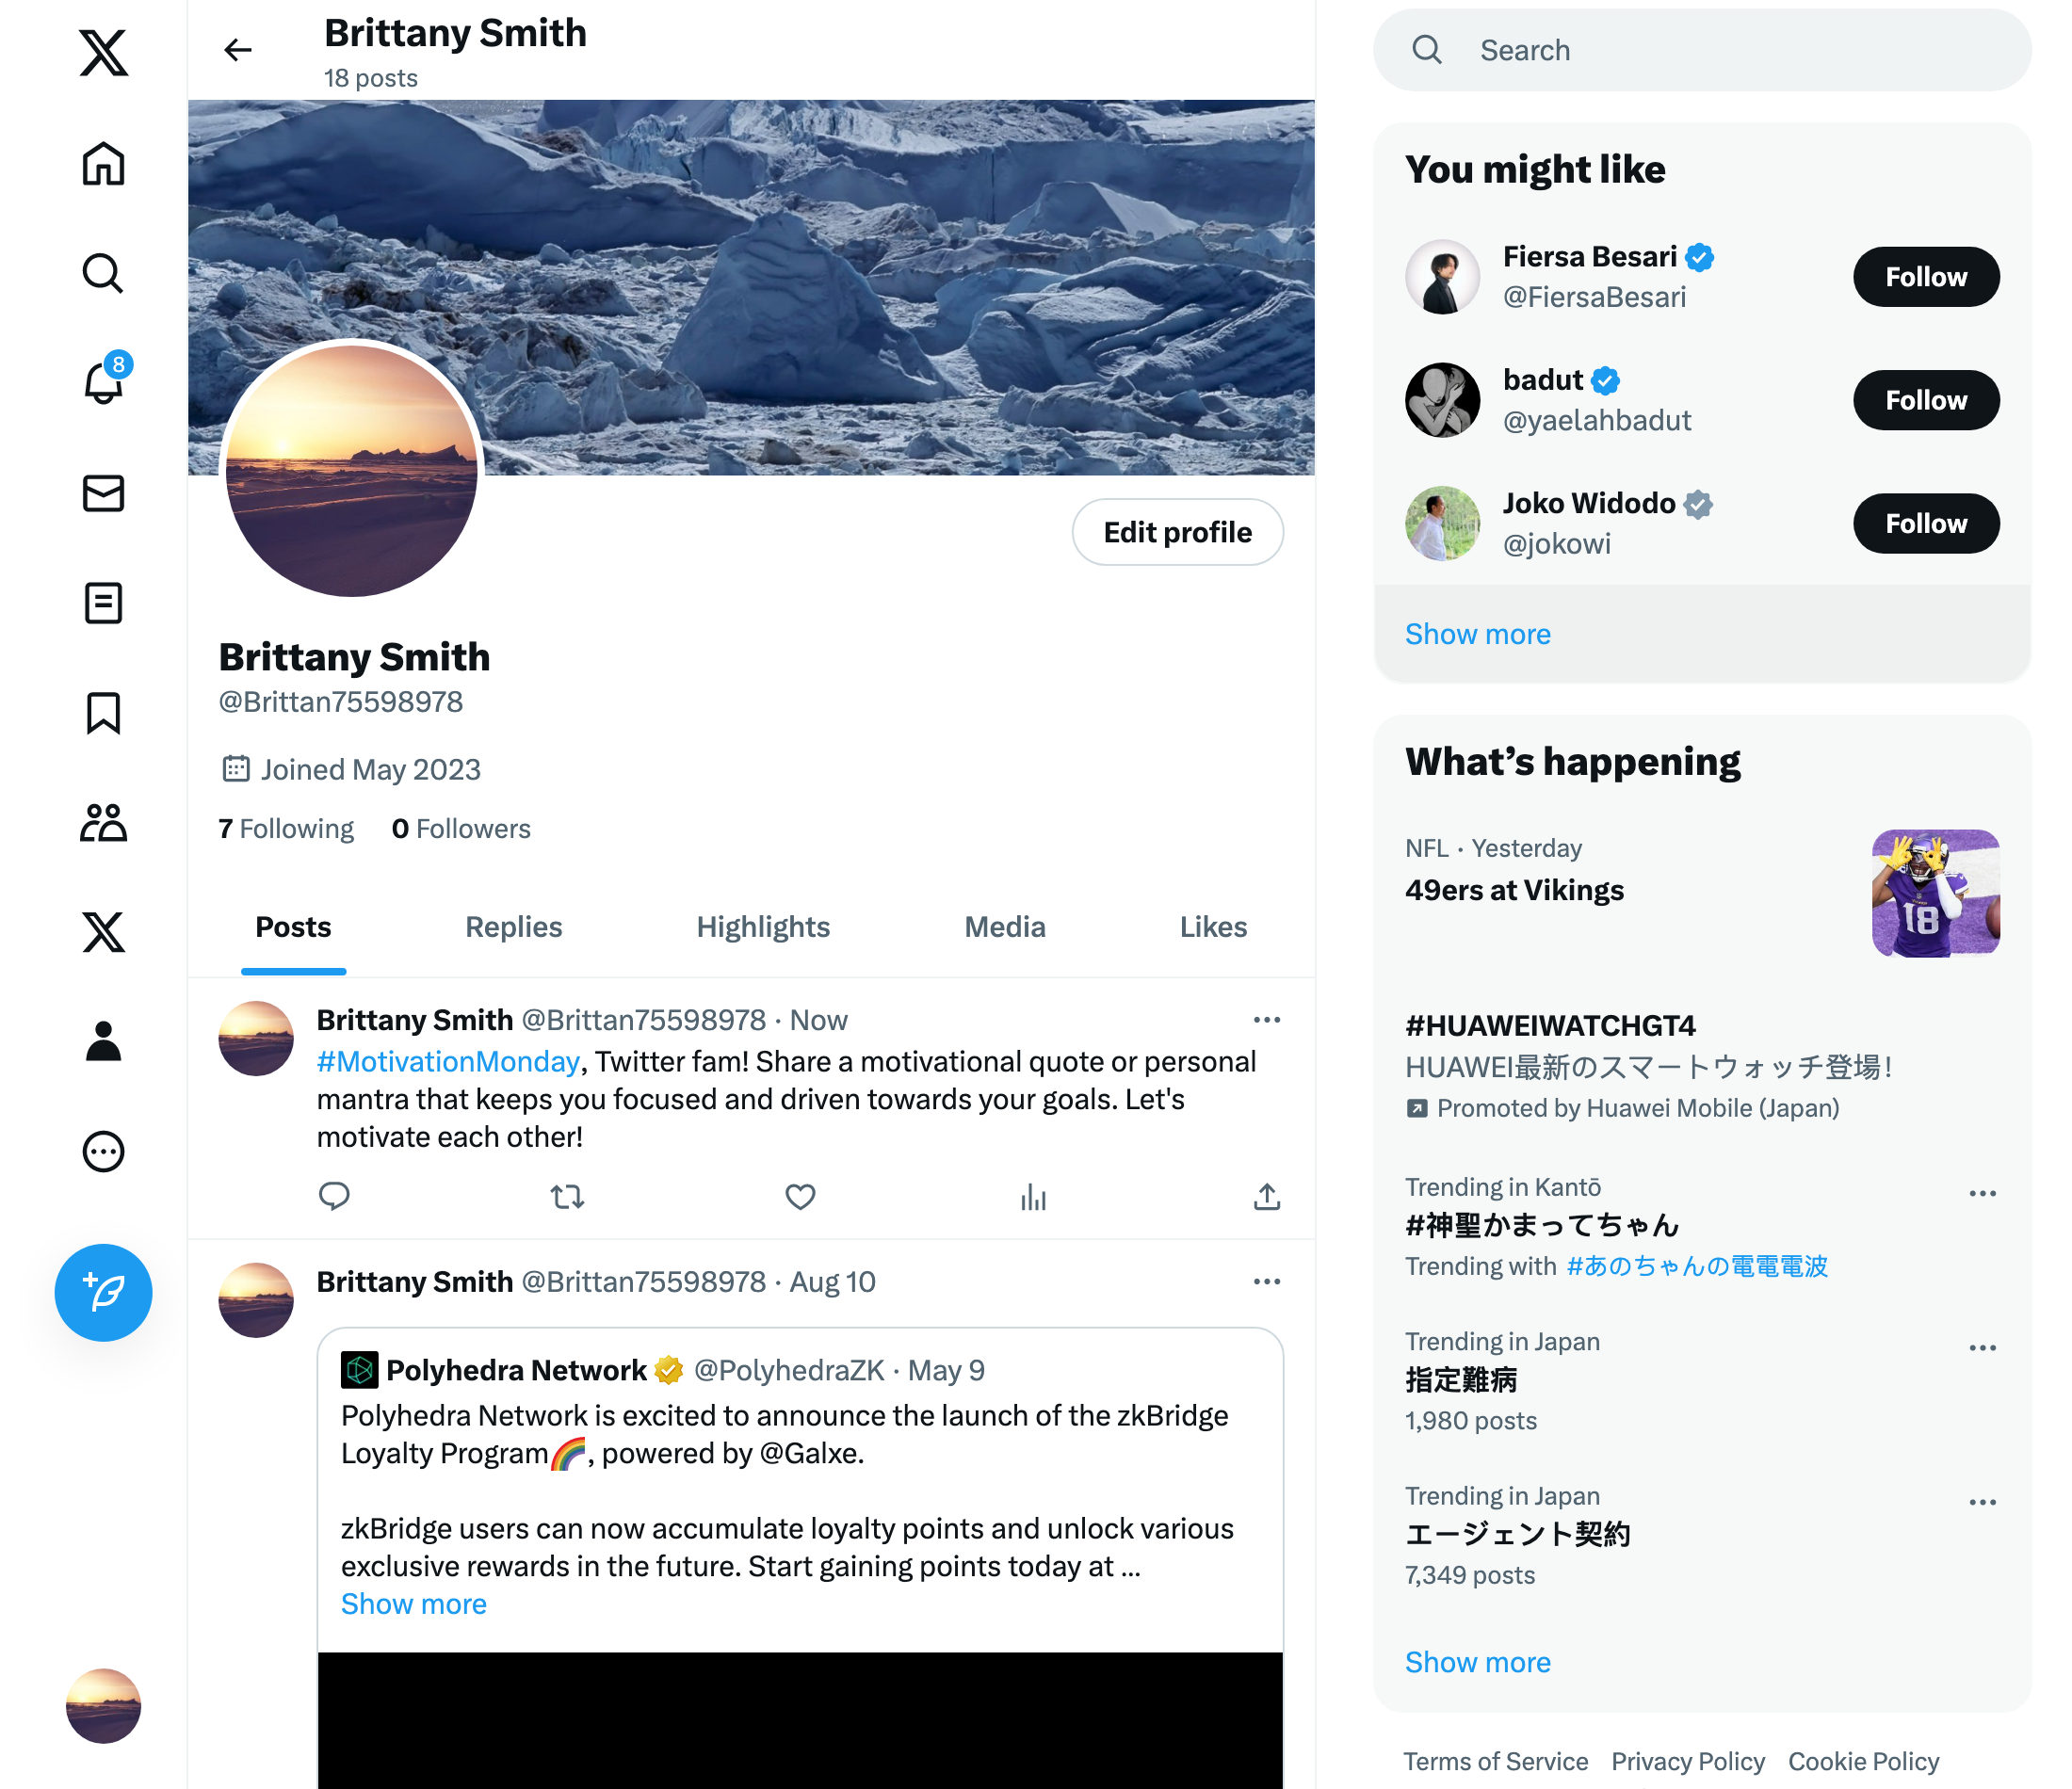 Brittany Smith
18 posts
8
Edit profile
Brittany Smith
@Brittan75598978
Joined May 2023
7 Following 0 Followers
Posts Replies Highlights Media Likes
Brittany Smith @Brittan75598978 · Now
#MotivationMonday, Twitter fam! Share a motivational quote or personal
mantra that keeps you focused and driven towards your goals. Let's
motivate each other!
Brittany Smith @Brittan75598978 · Aug 10
Polyhedra Network @PolyhedraZK · May 9
Polyhedra Network is excited to announce the launch of the zkBridge
Loyalty Program🌈, powered by @Galxe.
zkBridge users can now accumulate loyalty points and unlock various
exclusive rewards in the future. Start gaining points today at ...
Show more
Search
You might like
Fiersa Besari
@FiersaBesari
Follow
badut
@yaelahbadut
Follow
Joko Widodo
@jokowi
Follow
Show more
What's happening
NFL · Yesterday
49ers at Vikings
18
#HUAWEIWATCHGT4
HUAWEI最新のスマートウォッチ登場!
Promoted by Huawei Mobile (Japan)
Trending in Kantō
#神聖かまってちゃん
Trending with #あのちゃんの電電電波
Trending in Japan
指定難病
1,980 posts
Trending in Japan
エージェント契約
7,349 posts
Show more
Terms of Service Privacy Policy Cookie Policy